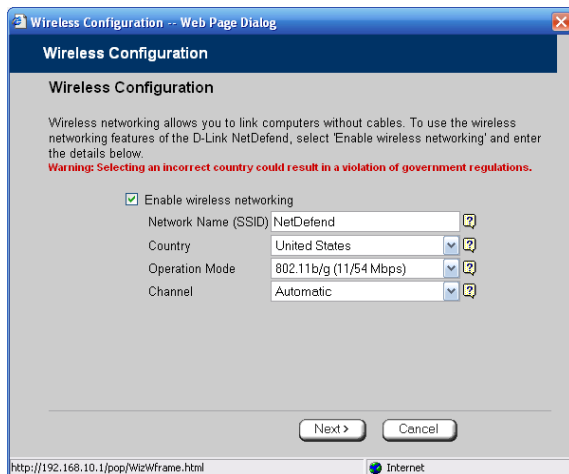 Wireless Configuration -- Web Page Dialog
Wireless Configuration
Wireless Configuration
Wireless networking allows you to link computers without cables. To use the wireless
networking features of the D-Link NetDefend, select 'Enable wireless networking' and enter
the details below.
Warning: Selecting an incorrect country could result in a violation of government regulations.
Enable wireless networking
Network Name (SSID) NetDefend ?
Country United States ?
Operation Mode 802.11b/g (11/54 Mbps) ?
Channel Automatic ?
Next > Cancel
http://192.168.10.1/pop/WizWframe.html Internet